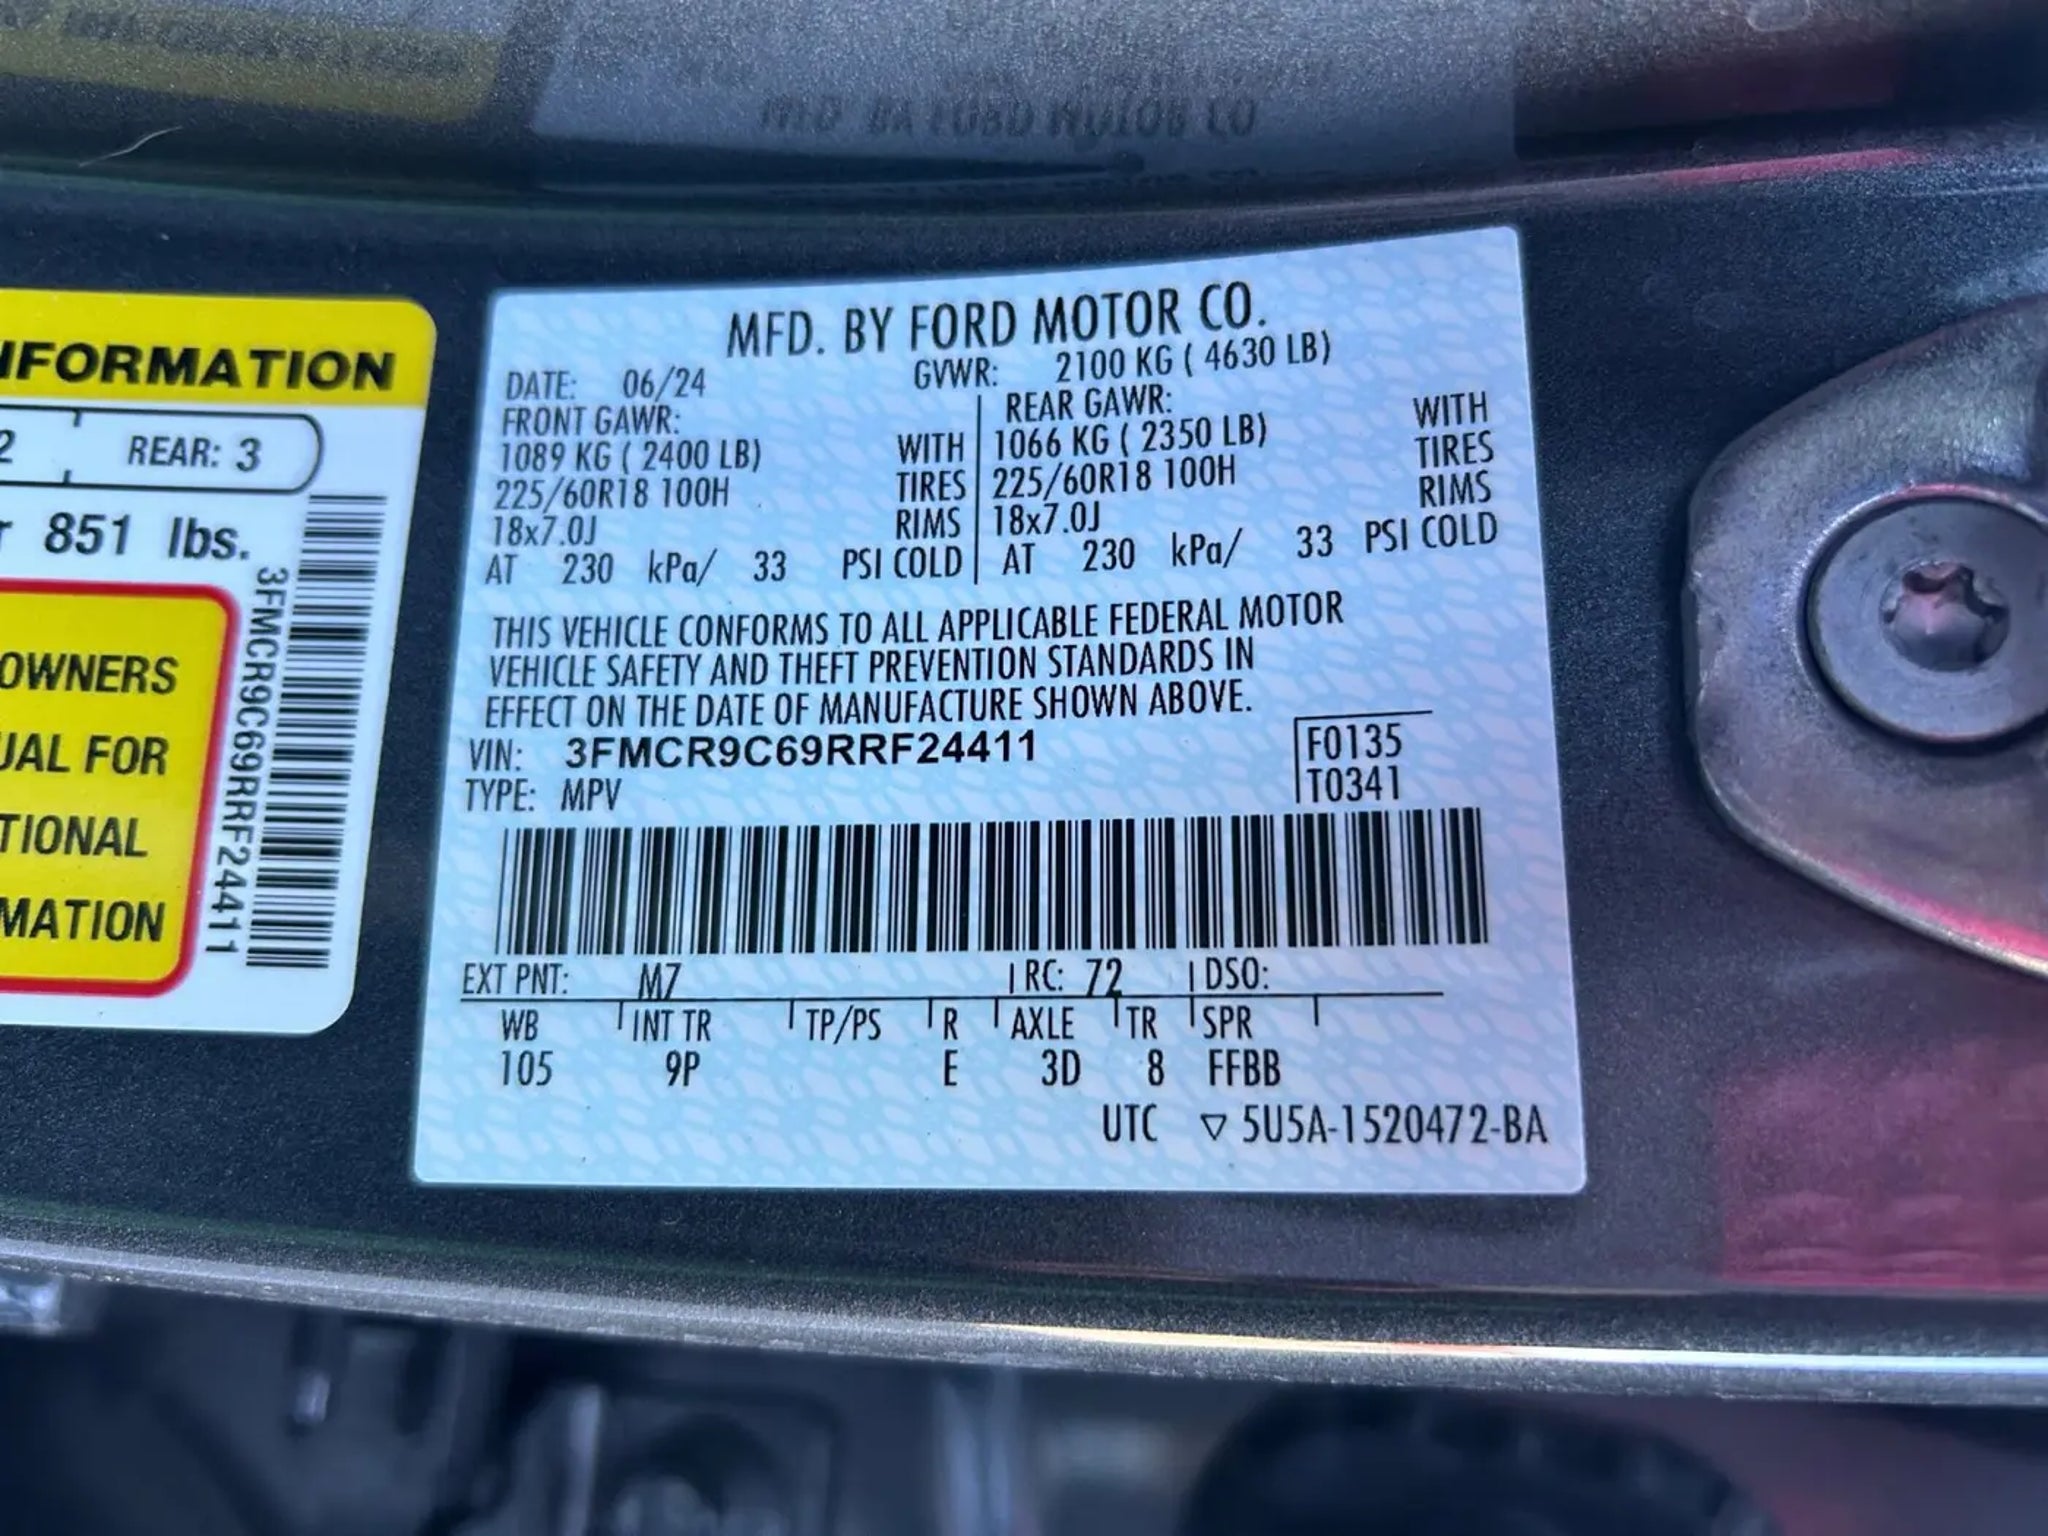 NFORMATION
2 REAR: 3
r 851 lbs.
OWNERS
UAL FOR
TIONAL
MATION
3FMCR9C69RRF24411
MFD. BY FORD MOTOR CO.
DATE: 06/24 GVWR: 2100 KG ( 4630 LB)
FRONT GAWR: REAR GAWR: WITH
1089 KG ( 2400 LB) WITH 1066 KG ( 2350 LB) TIRES
225/60R18 100H TIRES 225/60R18 100H RIMS
18x7.0J RIMS 18x7.0J
AT 230 kPa/ 33 PSI COLD AT 230 kPa/ 33 PSI COLD
THIS VEHICLE CONFORMS TO ALL APPLICABLE FEDERAL MOTOR
VEHICLE SAFETY AND THEFT PREVENTION STANDARDS IN
EFFECT ON THE DATE OF MANUFACTURE SHOWN ABOVE.
VIN: 3FMCR9C69RRF24411 F0135
TYPE: MPV T0341
EXT PNT: M7 RC: 72 DSO:
WB INT TR TP/PS R AXLE TR SPR
105 9P E 3D 8 FFBB
UTC ▽ 5U5A-1520472-BA